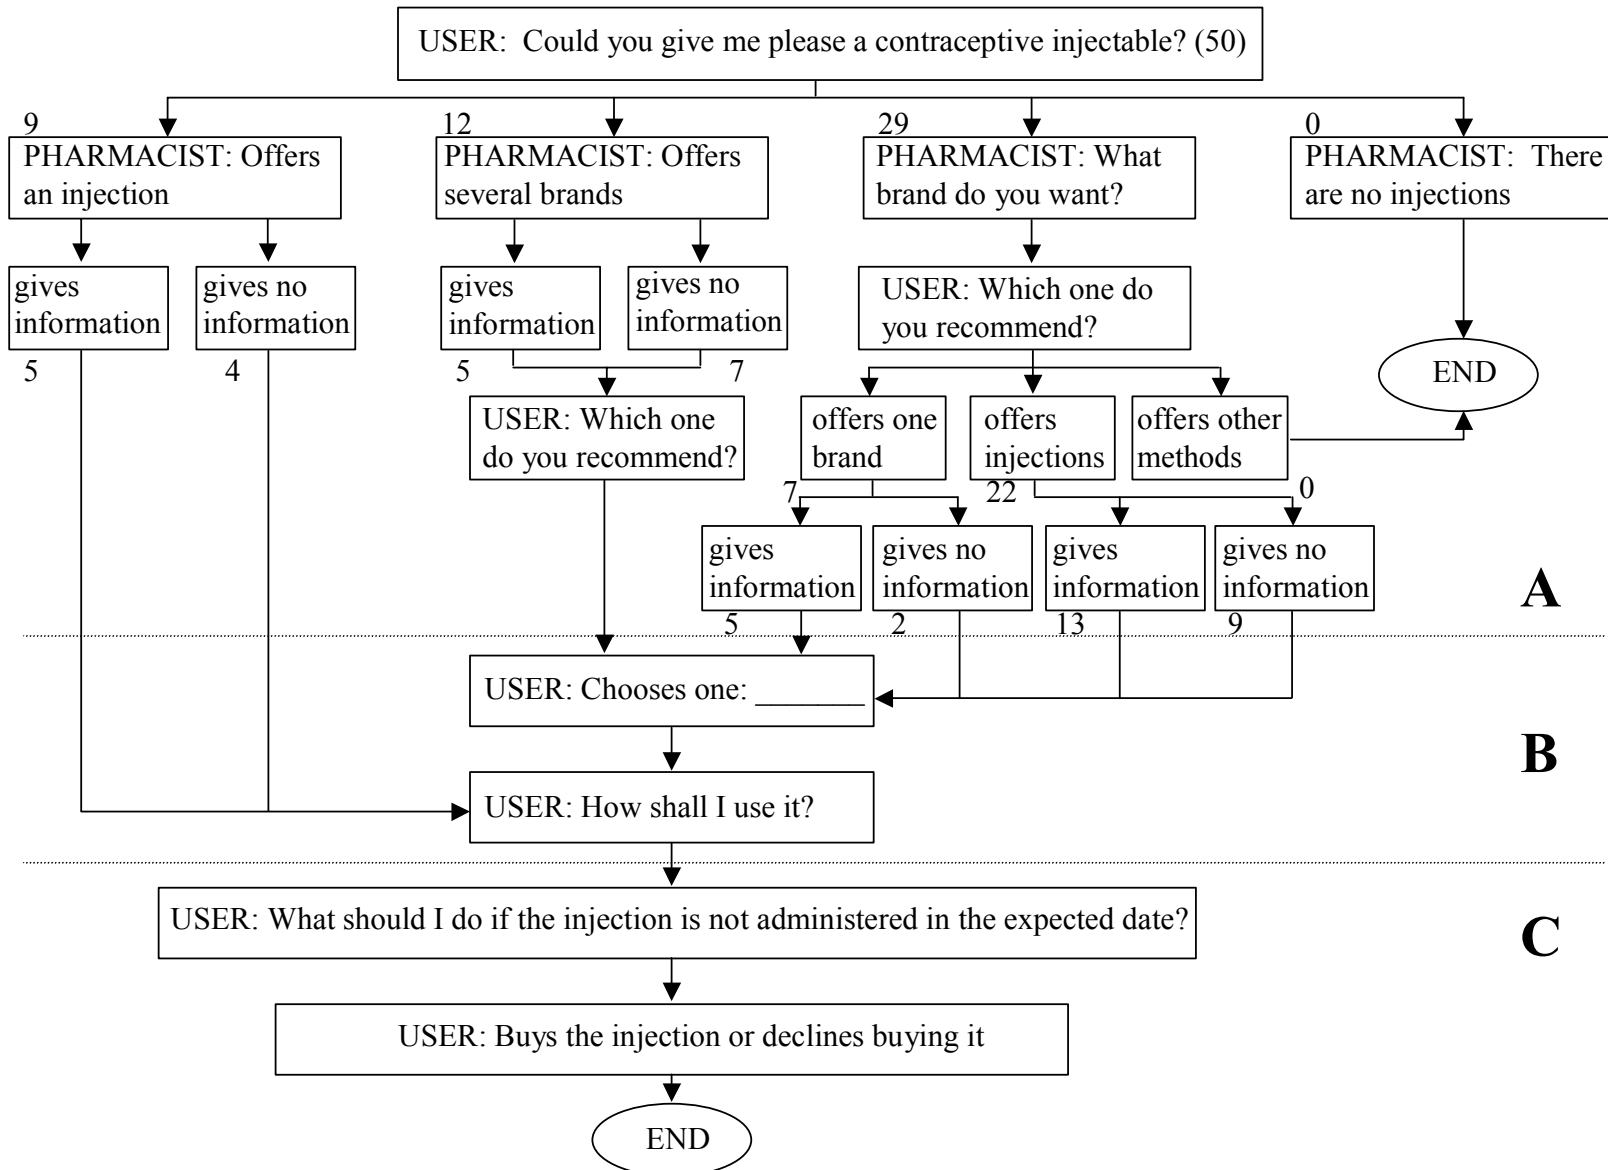 USER: Could you give me please a contraceptive injectable? (50)
9
12
29
0
PHARMACIST: Offers
an injection
PHARMACIST: Offers
several brands
PHARMACIST: What
brand do you want?
PHARMACIST: There
are no injections
gives
information
gives no
information
gives
information
gives no
information
USER: Which one do
you recommend?
5
4
5
7
END
USER: Which one
do you recommend?
offers one
brand
offers
injections
offers other
methods
7
22
0
gives
information
gives no
information
gives
information
gives no
information
A
5
2
13
9
USER: Chooses one: _______
B
USER: How shall I use it?
USER: What should I do if the injection is not administered in the expected date?
C
USER: Buys the injection or declines buying it
END